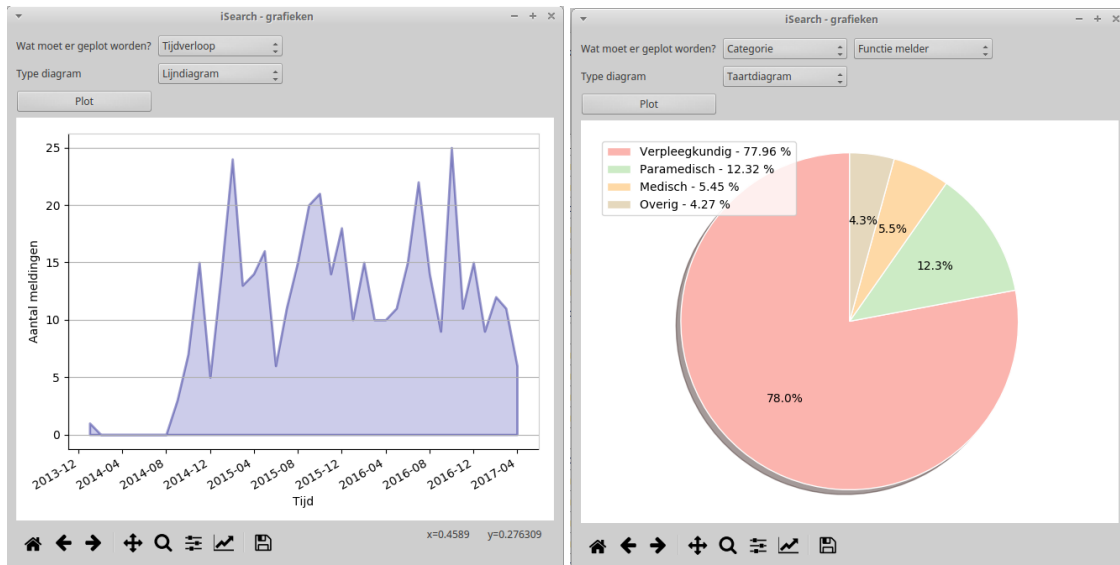 iSearch - grafieken
Wat moet er geplot worden? Tijdverloop
Type diagram Lijndiagram
Plot
25
20
15
10
5
0
Aantal meldingen
2013-12 2014-04 2014-08 2014-12 2015-04 2015-08 2015-12 2016-04 2016-08 2016-12 2017-04
Tijd
x=0.4589 y=0.276309
iSearch - grafieken
Wat moet er geplot worden? Categorie Functie melder
Type diagram Taartdiagram
Plot
Verpleegkundig - 77.96 %
Paramedisch - 12.32 %
Medisch - 5.45 %
Overig - 4.27 %
4.3%
5.5%
12.3%
78.0%